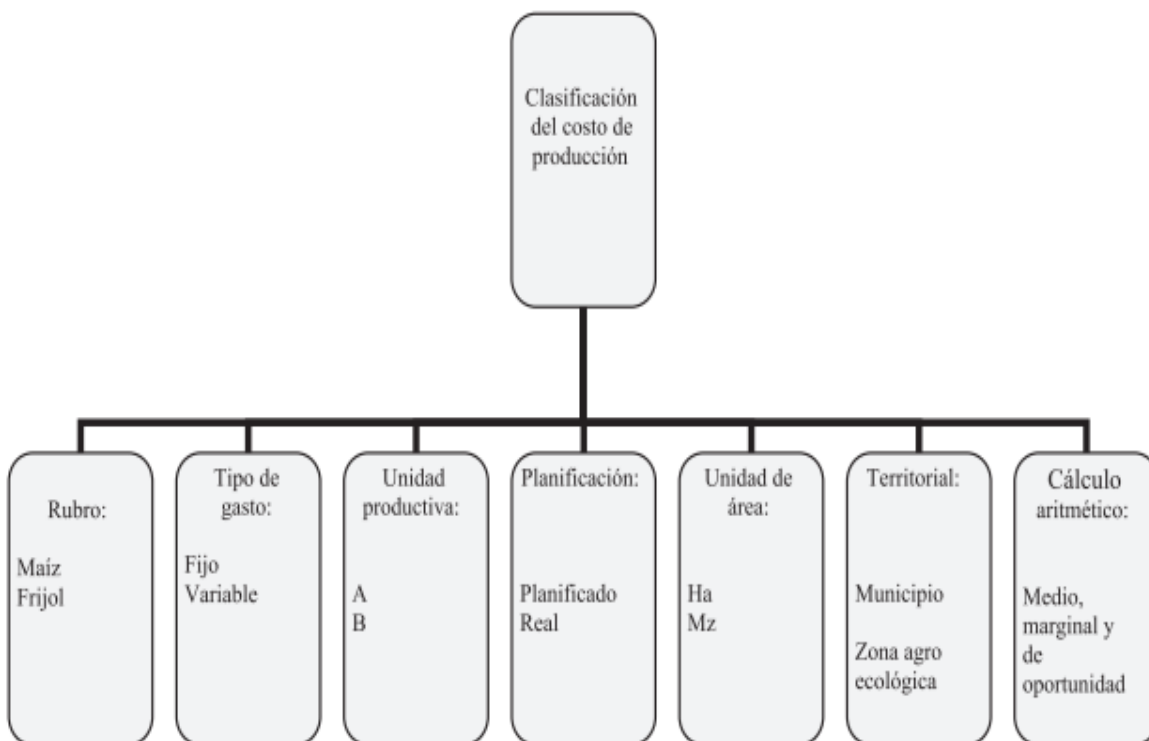 Clasificación
del costo de
producción
Rubro:
Maíz
Frijol
Tipo de
gasto:
Fijo
Variable
Unidad
productiva:
A
B
Planificación:
Planificado
Real
Unidad de
área:
Ha
Mz
Territorial:
Municipio
Zona agro
ecológica
Cálculo
aritmético:
Medio,
marginal y
de
oportunidad